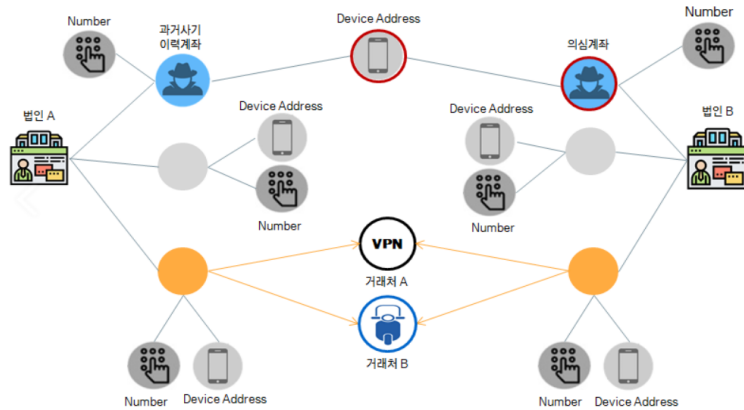 Number
과거사기
이력계좌
Device Address
의심계좌
Number
법인 A
Device Address
Device Address
법인 B
Number
Number
VPN
거래처 A
거래처 B
Number
Device Address
Number
Device Address